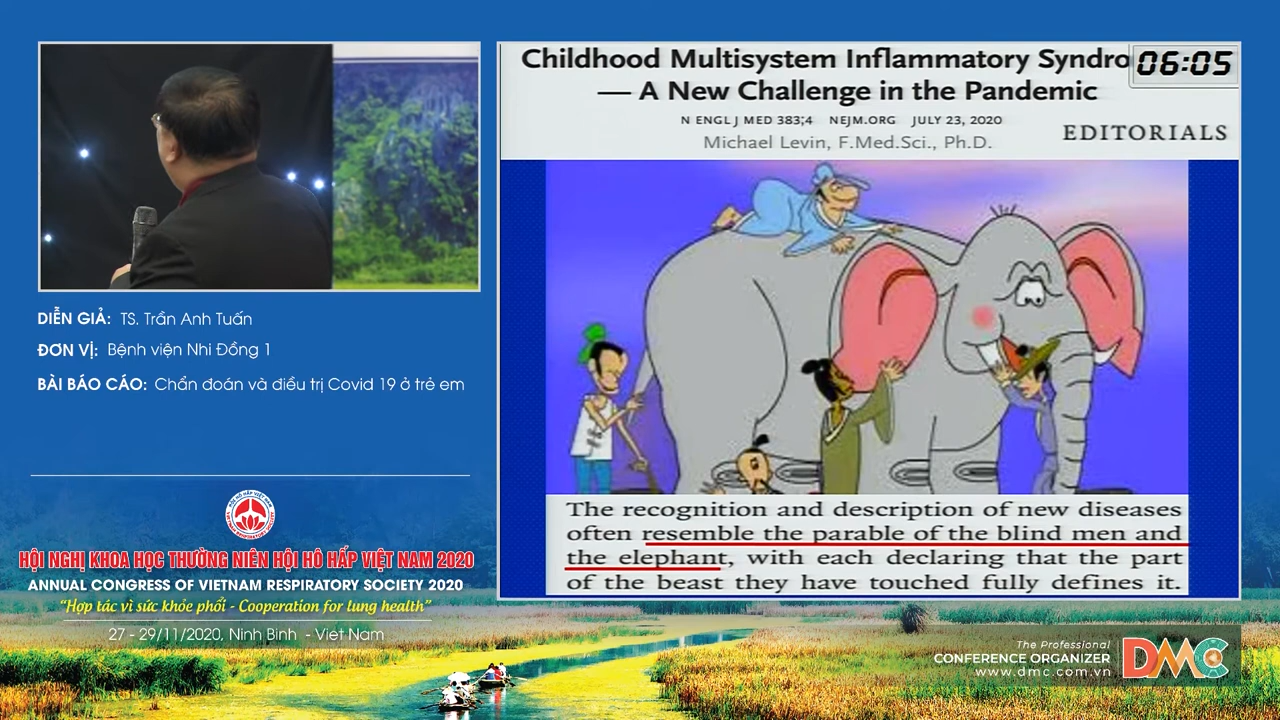 Childhood Multisystem Inflammatory Syndro
— A New Challenge in the Pandemic
N ENGL J MED 383;4 NEJM.ORG JULY 23, 2020
Michael Levin, F.Med.Sci., Ph.D.
EDITORIALS
06:05
The recognition and description of new diseases
often resemble the parable of the blind men and
the elephant, with each declaring that the part
of the beast they have touched fully defines it.
DIỄN GIẢ: TS. Trần Anh Tuấn
ĐƠN VỊ: Bệnh viện Nhi Đồng 1
BÀI BÁO CÁO: Chẩn đoán và điều trị Covid 19 ở trẻ em
HỘI NGHỊ KHOA HỌC THƯỜNG NIÊN HỘI HÔ HẤP VIỆT NAM 2020
ANNUAL CONGRESS OF VIETNAM RESPIRATORY SOCIETY 2020
“Hợp tác vì sức khỏe phổi - Cooperation for lung health”
27 - 29/11/2020, Ninh Bình - Việt Nam
The Professional
CONFERENCE ORGANIZER
www.dmc.com.vn
DMC